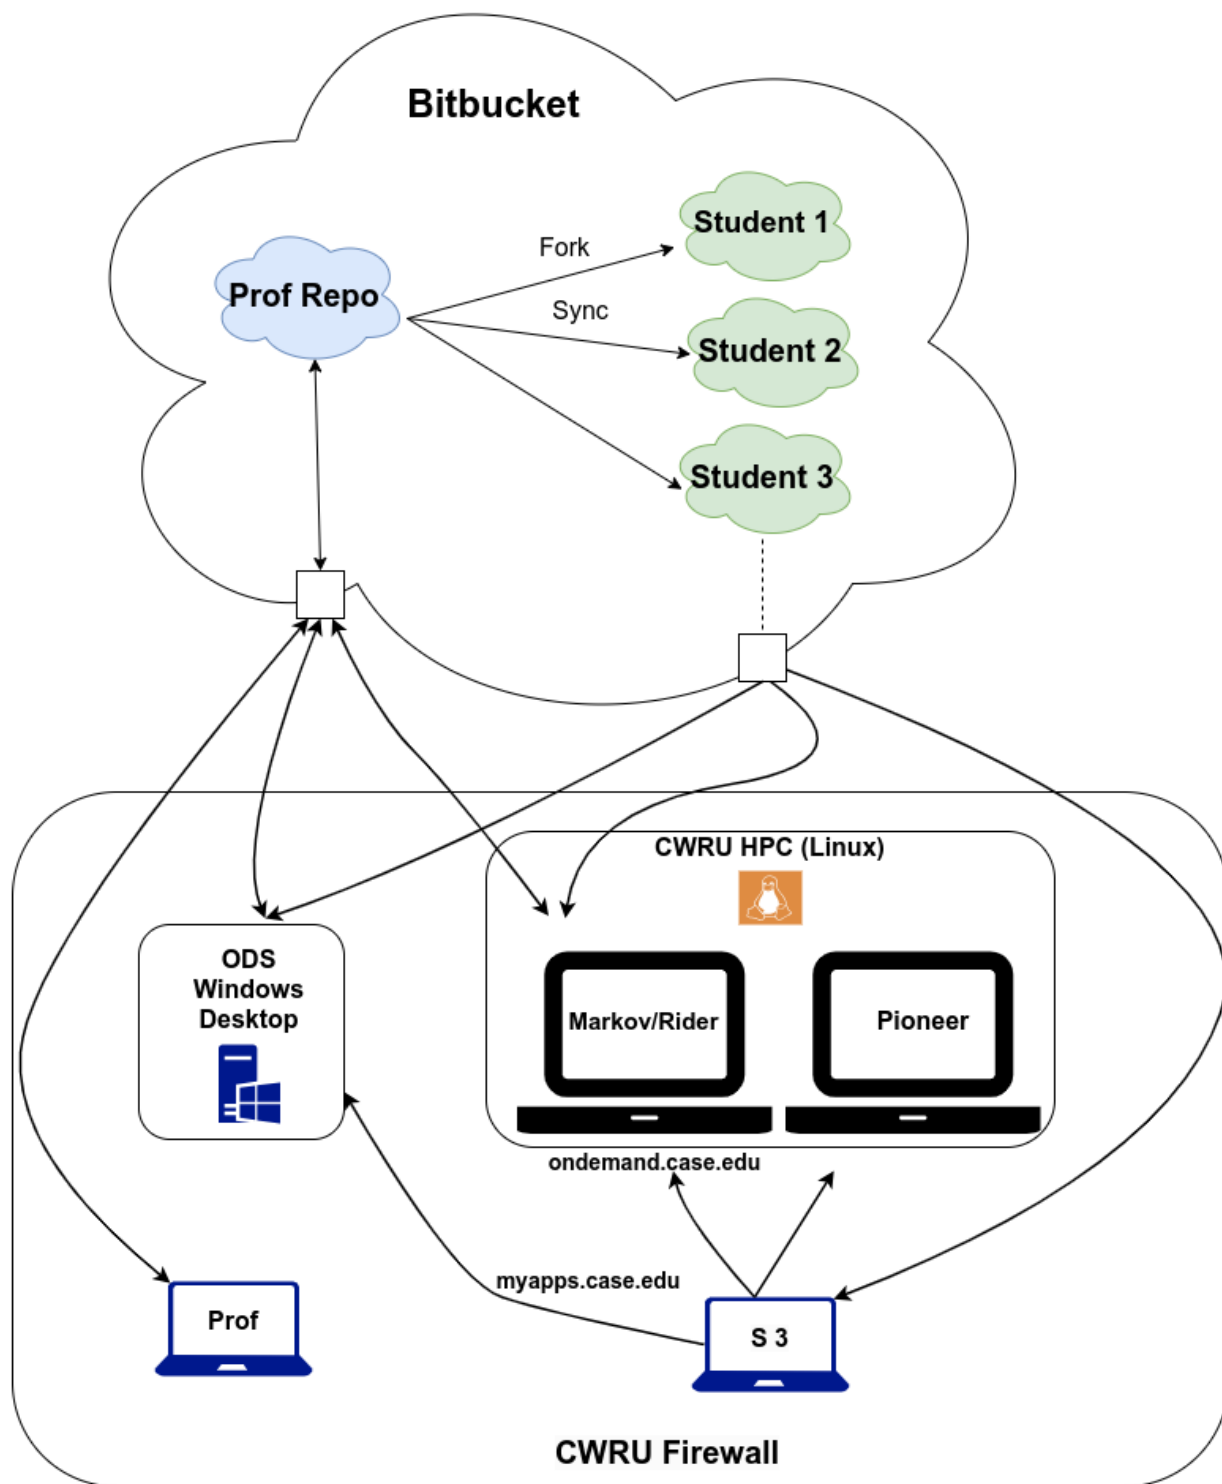 Bitbucket
Student 1
Fork
Prof Repo
Sync
Student 2
Student 3
CWRU HPC (Linux)
ODS
Windows
Desktop
Markov/Rider
Pioneer
ondemand.case.edu
myapps.case.edu
Prof
S 3
CWRU Firewall